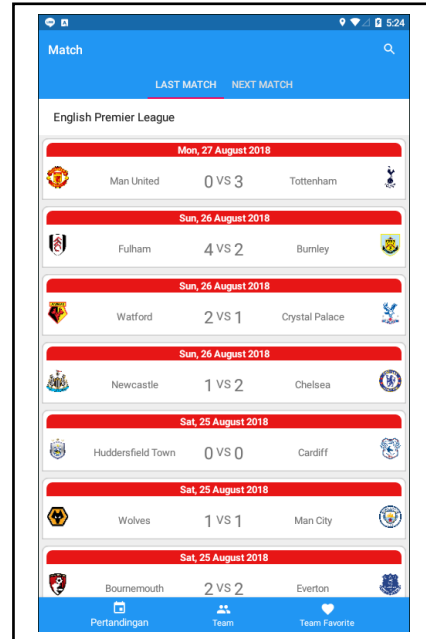 5:24
Match
LAST MATCH NEXT MATCH
English Premier League
Mon, 27 August 2018
Man United 0 VS 3 Tottenham
Sun, 26 August 2018
Fulham 4 VS 2 Burnley
Sun, 26 August 2018
Watford 2 VS 1 Crystal Palace
Sun, 26 August 2018
Newcastle 1 VS 2 Chelsea
Sat, 25 August 2018
Huddersfield Town 0 VS 0 Cardiff
Sat, 25 August 2018
Wolves 1 VS 1 Man City
Sat, 25 August 2018
Bournemouth 2 VS 2 Everton
Pertandingan Team Team Favorite